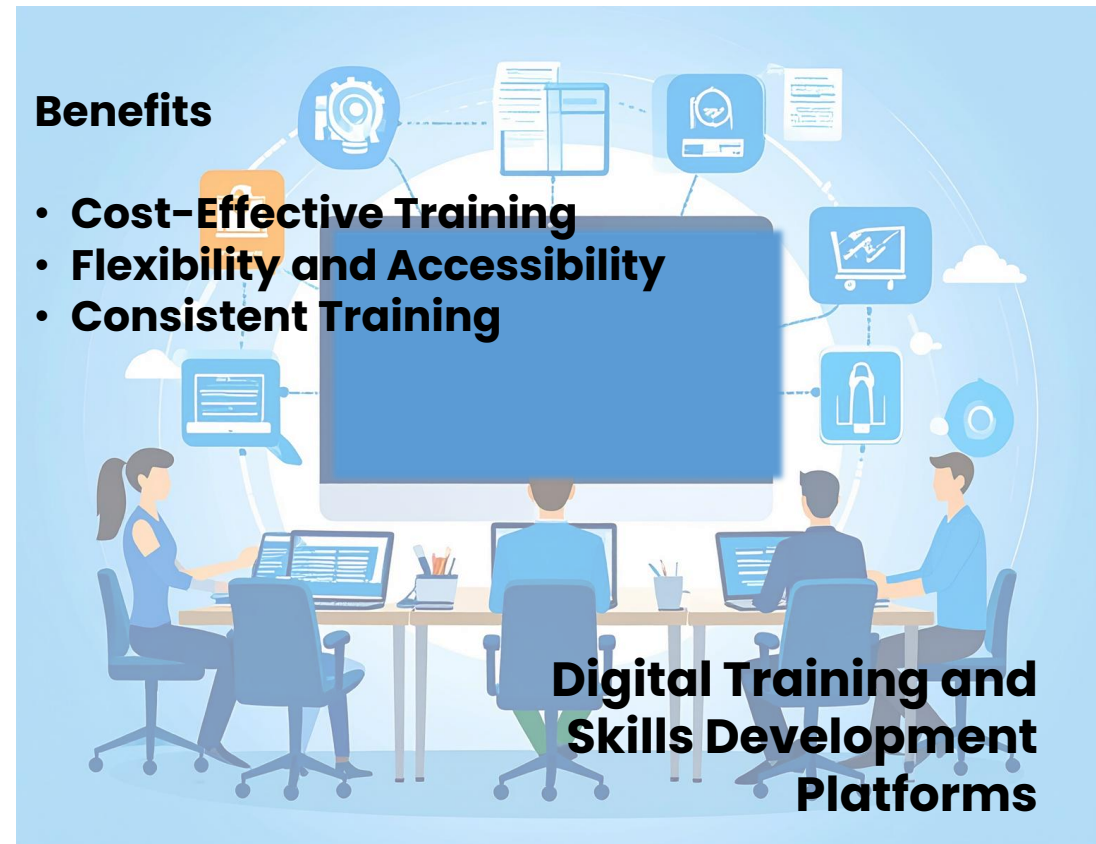 Benefits
• Cost-Effective Training
• Flexibility and Accessibility
• Consistent Training
Digital Training and
Skills Development
Platforms